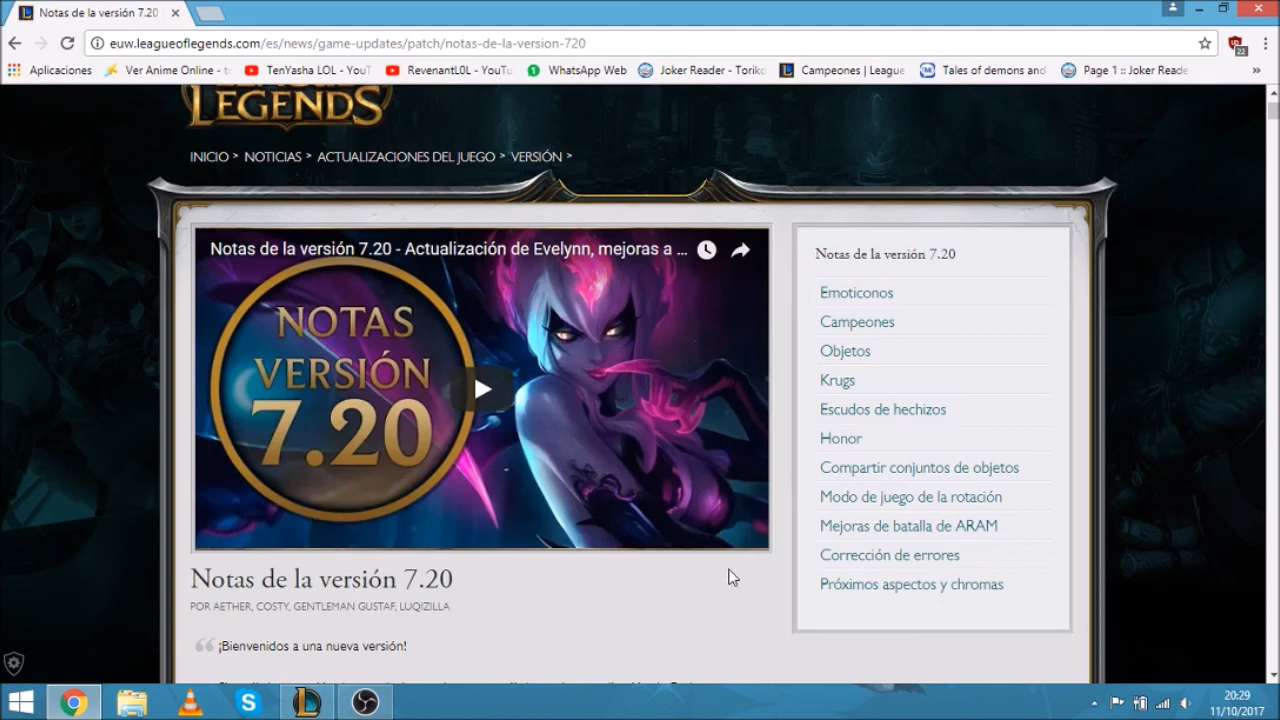 Notas de la versión 7.20
euw.leagueoflegends.com/es/news/game-updates/patch/notas-de-la-version-720
22
Aplicaciones
Ver Anime Online - to
TenYasha LOL - YouT
RevenantL0L - YouTu
WhatsApp Web
Joker Reader - Toriko
Campeones | League
Tales of demons and
Page 1 :: Joker Reade
»
LEGENDS
INICIO > NOTICIAS > ACTUALIZACIONES DEL JUEGO > VERSIÓN >
Notas de la versión 7.20 - Actualización de Evelynn, mejoras a ...
NOTAS
VERSIÓN
7.20
Notas de la versión 7.20
Emoticonos
Campeones
Objetos
Krugs
Escudos de hechizos
Honor
Compartir conjuntos de objetos
Modo de juego de la rotación
Mejoras de batalla de ARAM
Corrección de errores
Próximos aspectos y chromas
Notas de la versión 7.20
POR AETHER, COSTY, GENTLEMAN GUSTAF, LUQIZILLA
¡Bienvenidos a una nueva versión!
20:29
11/10/2017